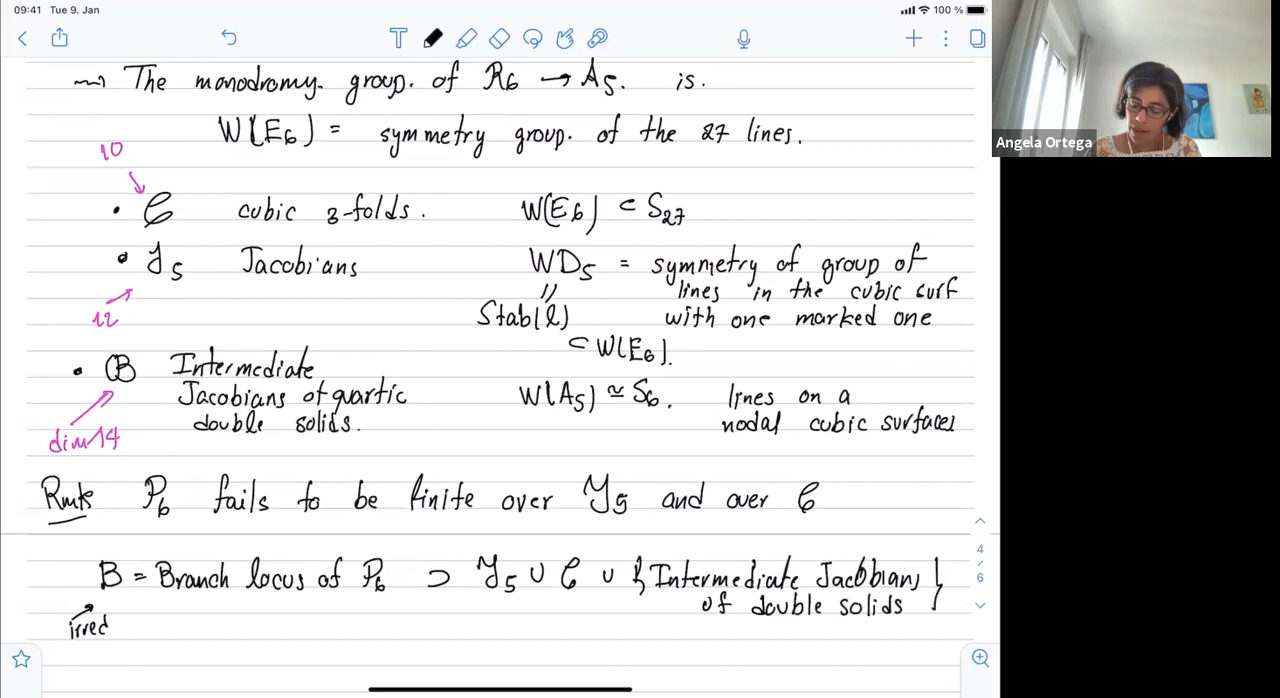 09:41 Tue 9. Jan
100 %
Angela Ortega
⇝ The monodromy. group. of R6 → A5. is.
W(E6) = symmetry group. of the 27 lines.
10
• C cubic 3-folds. W(E6) ⊂ S27
• J5 Jacobians WD5 = symmetry of group of
lines in the cubic surf
12 || Stab(l) with one marked one
⊂ W(E6).
• B Intermediate
Jacobians of quartic W(A5) ≃ S6. lines on a
double solids. nodal cubic surfaces
dim 14
Rmk P6 fails to be finite over J5 and over C
B = Branch locus of P6 ⊃ J5 ∪ C ∪ { Intermediate Jacobians }
of double solids
irred
4
/
6